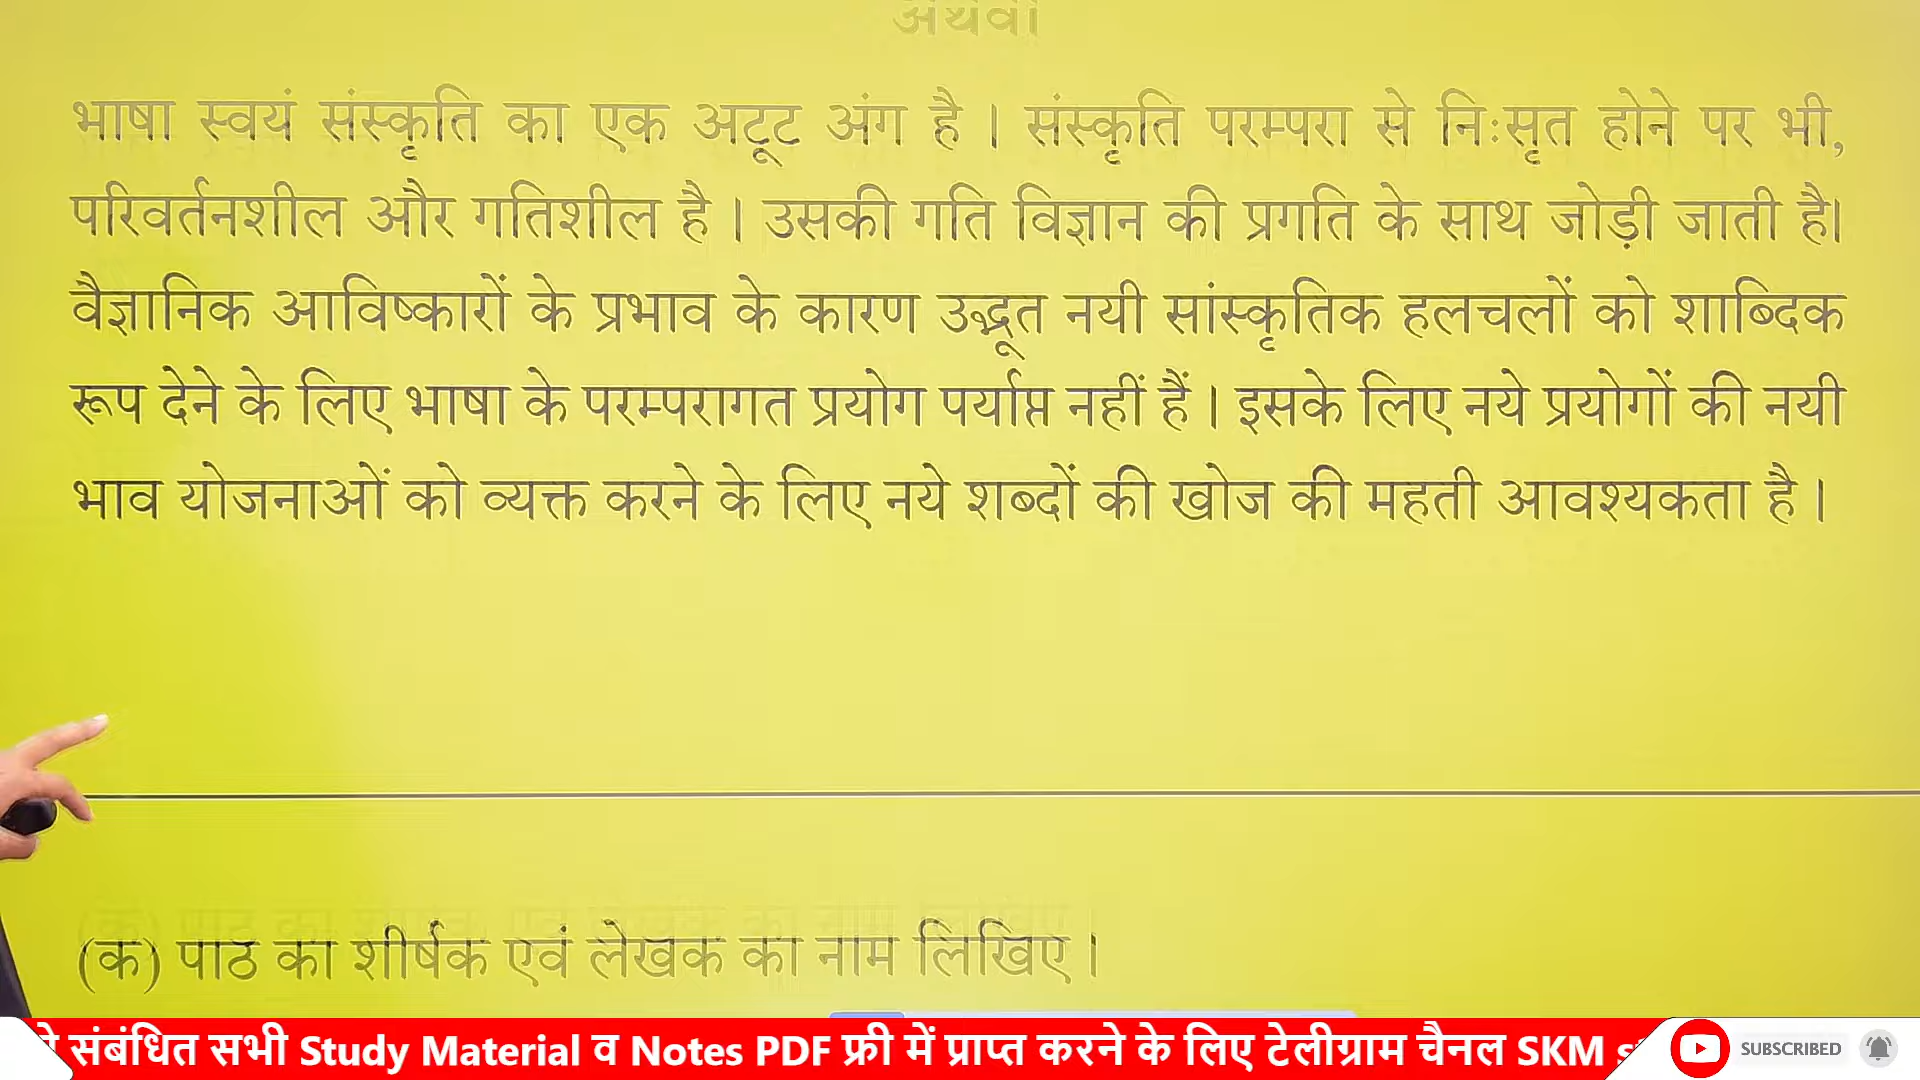 अथवा
भाषा स्वयं संस्कृति का एक अटूट अंग है । संस्कृति परम्परा से निःसृत होने पर भी,
परिवर्तनशील और गतिशील है । उसकी गति विज्ञान की प्रगति के साथ जोड़ी जाती है।
वैज्ञानिक आविष्कारों के प्रभाव के कारण उद्भूत नयी सांस्कृतिक हलचलों को शाब्दिक
रूप देने के लिए भाषा के परम्परागत प्रयोग पर्याप्त नहीं हैं । इसके लिए नये प्रयोगों की नयी
भाव योजनाओं को व्यक्त करने के लिए नये शब्दों की खोज की महती आवश्यकता है ।
(क) पाठ का शीर्षक एवं लेखक का नाम लिखिए ।
संबंधित सभी Study Material व Notes PDF फ्री में प्राप्त करने के लिए टेलीग्राम चैनल SKM
SUBSCRIBED